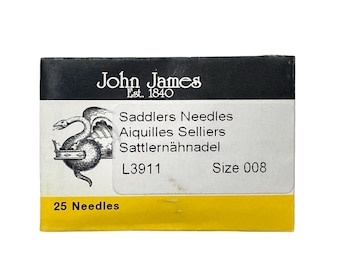 John James
Est. 1840
Saddlers Needles
Aiquilles Selliers
Sattlernähnadel
L3911 Size 008
25 Needles